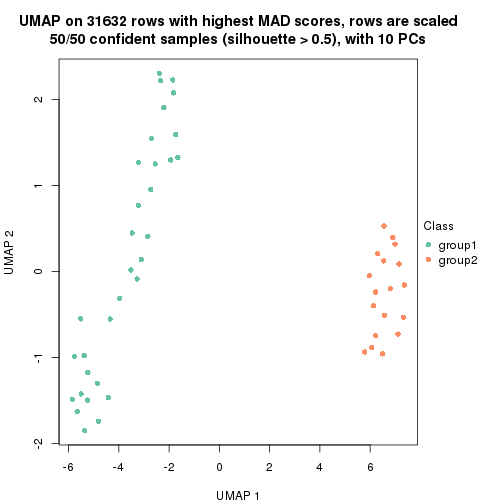 UMAP on 31632 rows with highest MAD scores, rows are scaled
50/50 confident samples (silhouette > 0.5), with 10 PCs
2
1
0
-1
-2
UMAP 2
-6
-4
-2
0
2
4
6
UMAP 1
Class
group1
group2